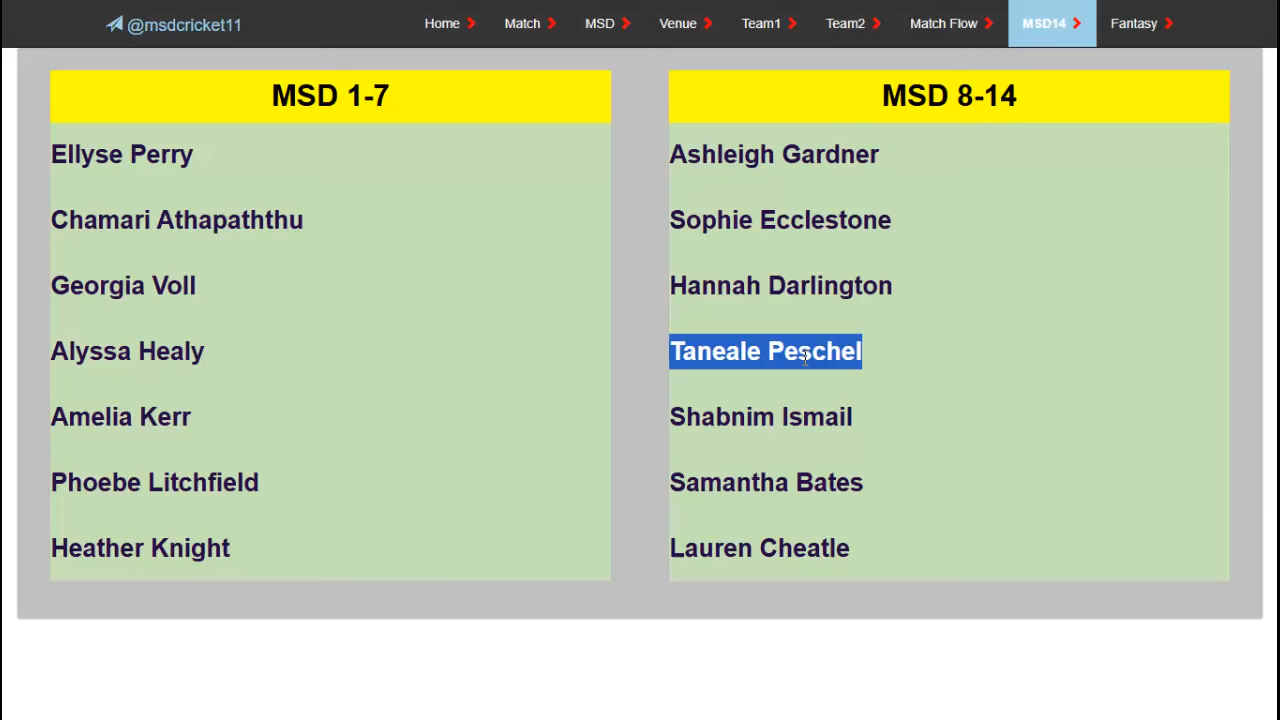 @msdcricket11
Home Match MSD Venue Team1 Team2 Match Flow MSD14 Fantasy
MSD 1-7
Ellyse Perry
Chamari Athapaththu
Georgia Voll
Alyssa Healy
Amelia Kerr
Phoebe Litchfield
Heather Knight
MSD 8-14
Ashleigh Gardner
Sophie Ecclestone
Hannah Darlington
Taneale Peschel
Shabnim Ismail
Samantha Bates
Lauren Cheatle